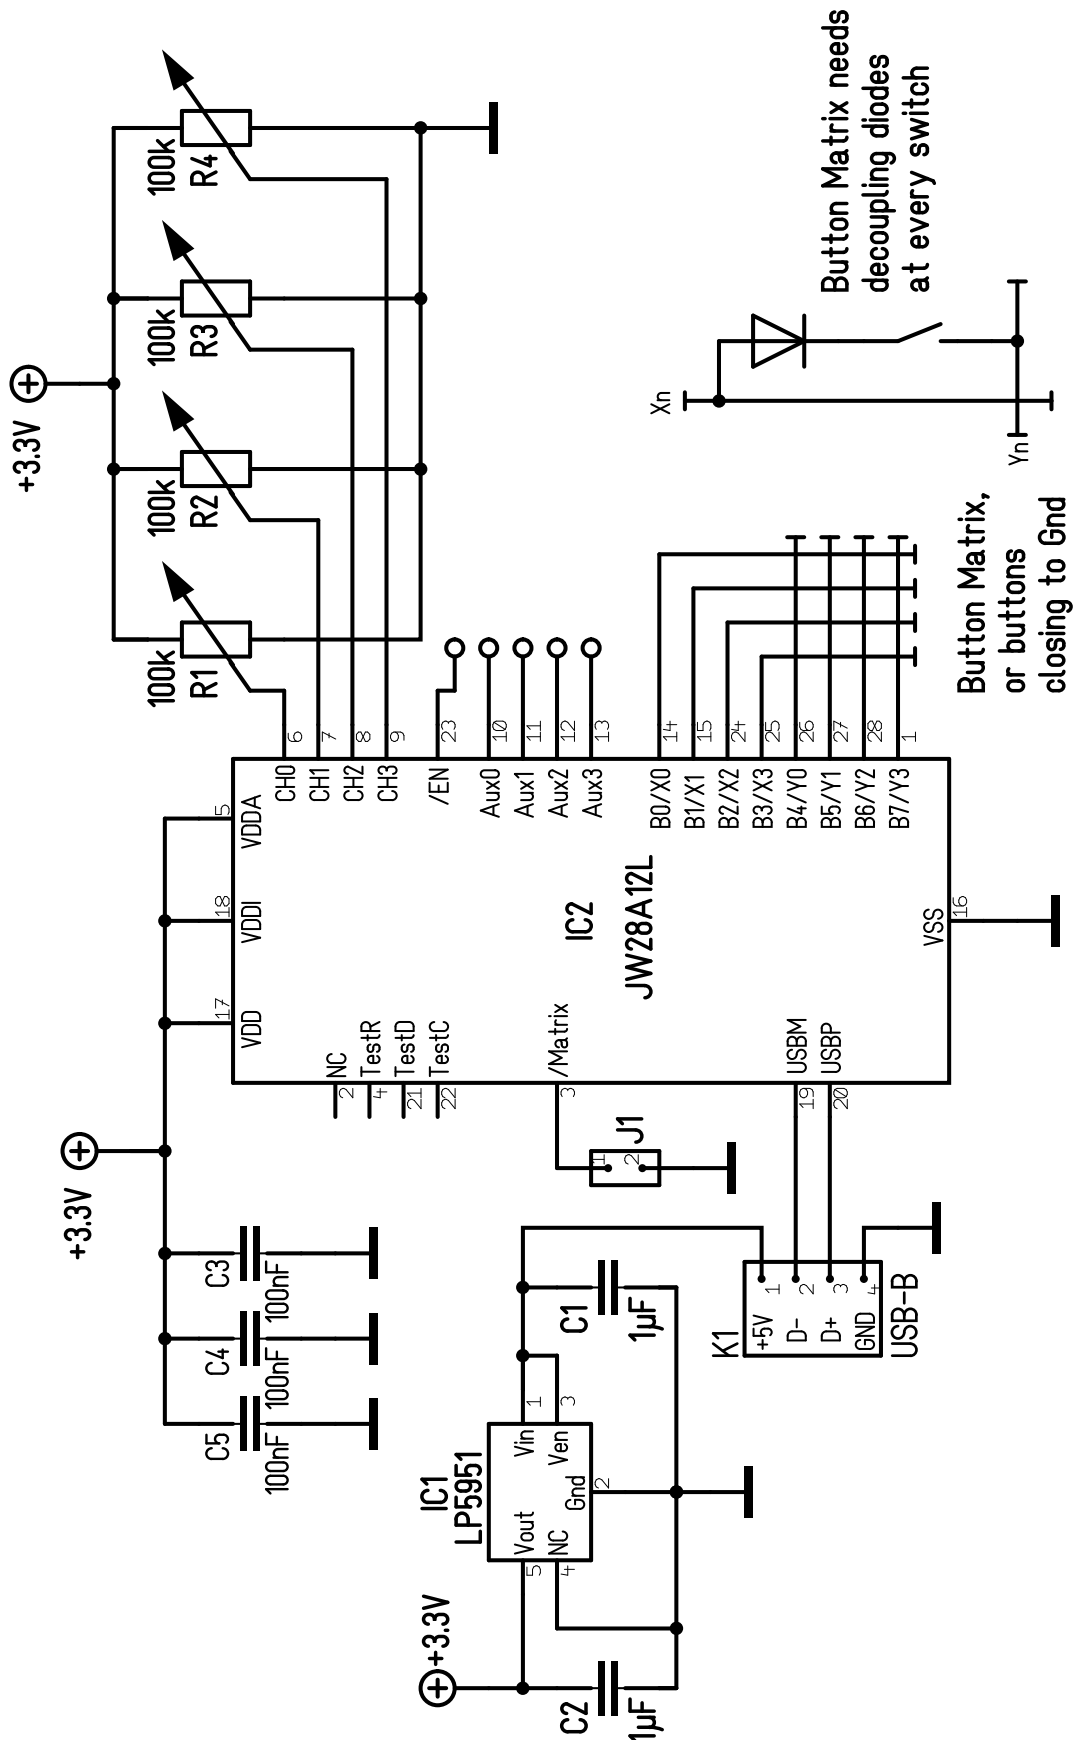 +3.3V
100k
R1
100k
R2
100k
R3
100k
R4
+3.3V
C5
100nF
C4
100nF
C3
100nF
17
VDD
18
VDDI
5
VDDA
NC
2
TestR
4
TestD
21
TestC
22
/Matrix
3
USBM
19
USBP
20
VSS
16
IC2
JW28A12L
CH0
6
CH1
7
CH2
8
CH3
9
/EN
23
Aux0
10
Aux1
11
Aux2
12
Aux3
13
B0/X0
14
B1/X1
15
B2/X2
24
B3/X3
25
B4/Y0
26
B5/Y1
27
B6/Y2
28
B7/Y3
1
J1
1
2
+3.3V
C2
1µF
IC1
LP5951
Vout
5
NC
4
Vin
1
Ven
3
Gnd
2
C1
1µF
K1
+5V
1
D-
2
D+
3
GND
4
USB-B
Button Matrix,
or buttons
closing to Gnd
Xn
Yn
Button Matrix needs
decoupling diodes
at every switch